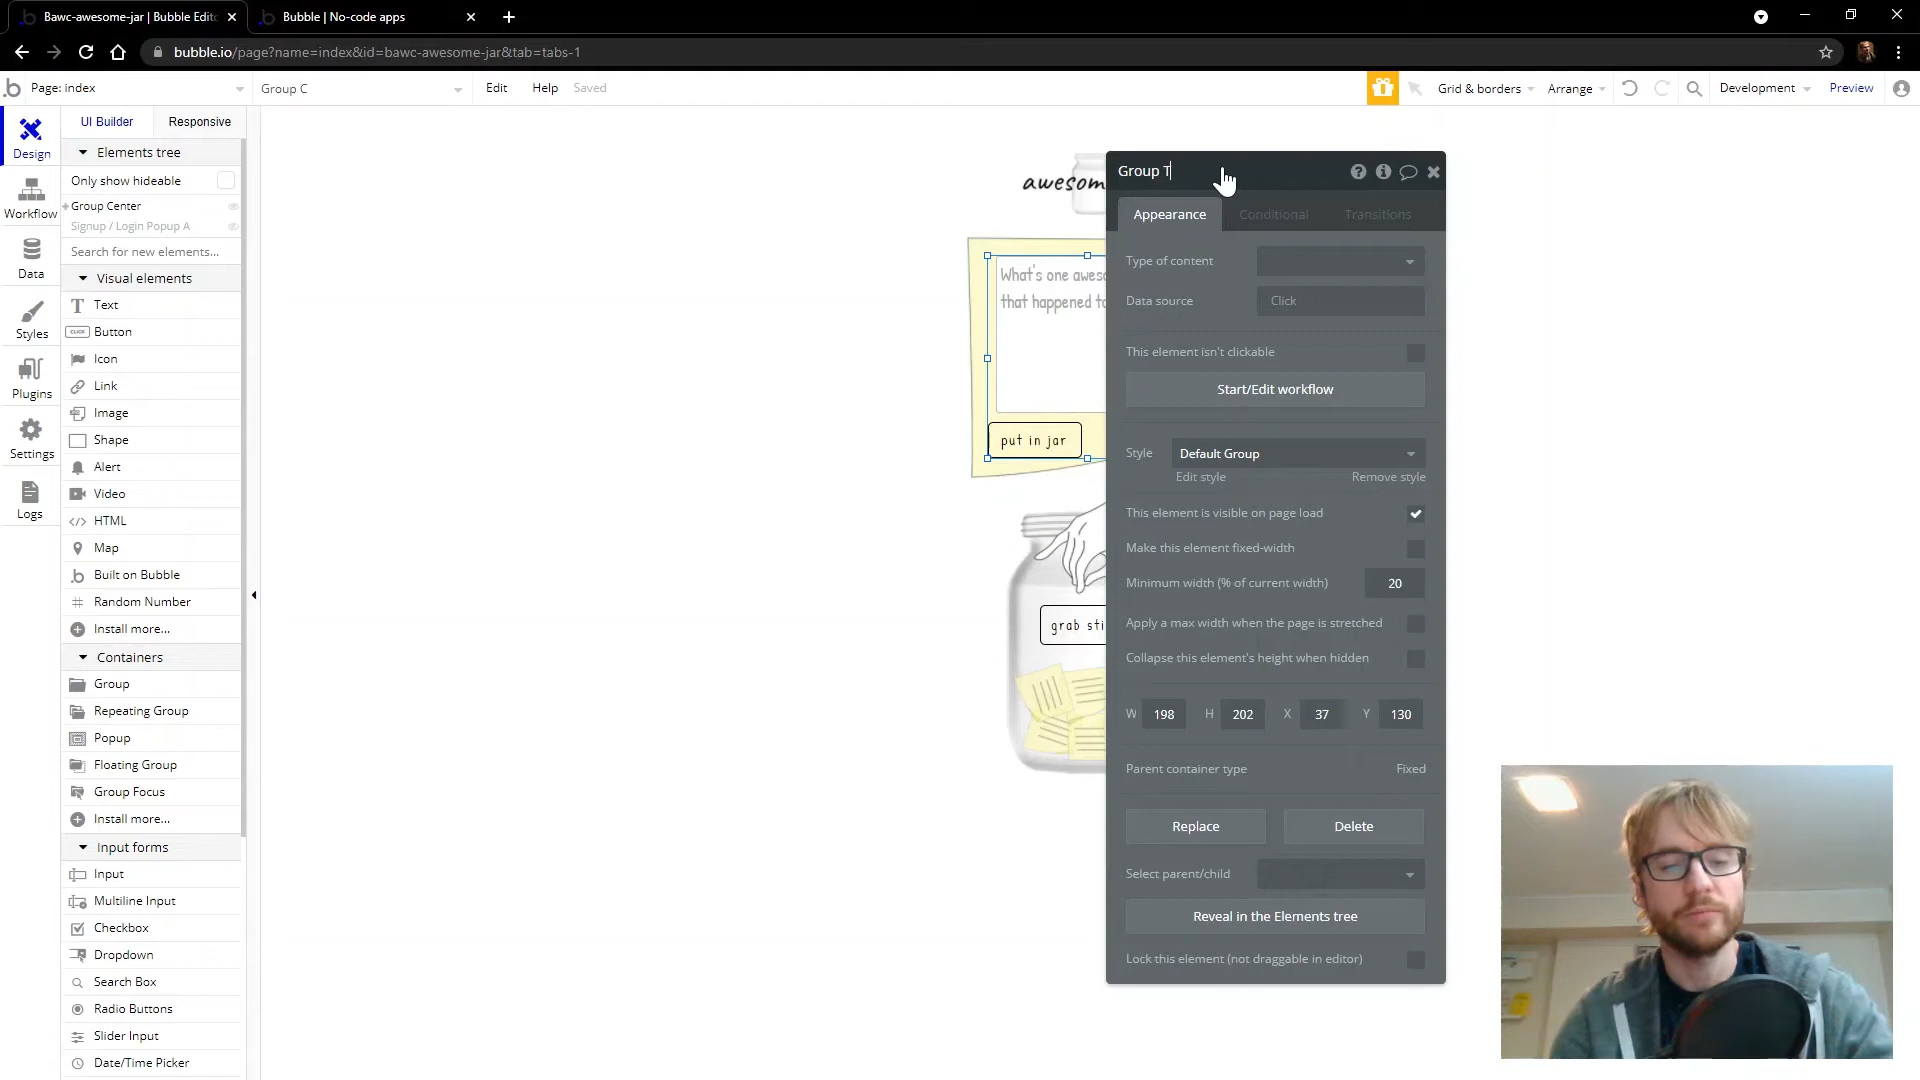 Bawc-awesome-jar | Bubble Edito
Bubble | No-code apps
bubble.io/page?name=index&id=bawc-awesome-jar&tab=tabs-1
Page: index
Group C
Edit
Help
Saved
Grid & borders
Arrange
Development
Preview
Design
Workflow
Data
Styles
Plugins
Settings
Logs
UI Builder
Responsive
Elements tree
Only show hideable
Group Center
Signup / Login Popup A
Search for new elements...
Visual elements
Text
CLICK Button
Icon
Link
Image
Shape
Alert
Video
HTML
Map
Built on Bubble
Random Number
Install more...
Containers
Group
Repeating Group
Popup
Floating Group
Group Focus
Install more...
Input forms
Input
Multiline Input
Checkbox
Dropdown
Search Box
Radio Buttons
Slider Input
Date/Time Picker
awesom
What's one aweso
that happened to
put in jar
grab sti
Group T
Appearance
Conditional
Transitions
Type of content
Data source
Click
This element isn't clickable
Start/Edit workflow
Style
Default Group
Edit style
Remove style
This element is visible on page load
Make this element fixed-width
Minimum width (% of current width)
20
Apply a max width when the page is stretched
Collapse this element's height when hidden
W 198 H 202 X 37 Y 130
Parent container type
Fixed
Replace
Delete
Select parent/child
Reveal in the Elements tree
Lock this element (not draggable in editor)